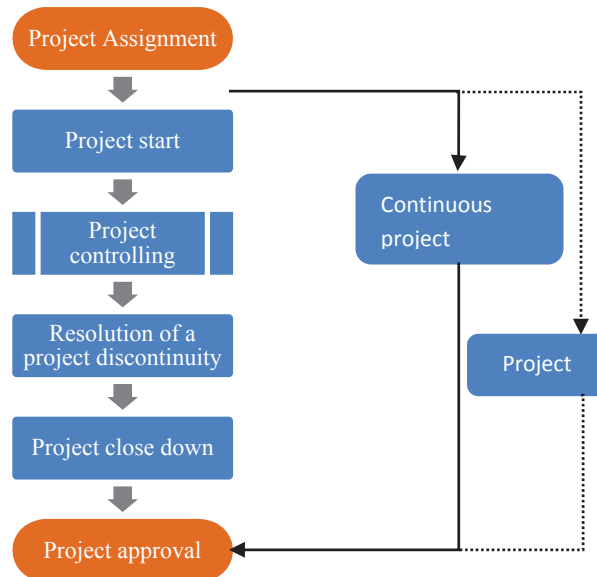 Project Assignment
Project start
Project
controlling
Resolution of a
project discontinuity
Project close down
Project approval
Continuous
project
Project